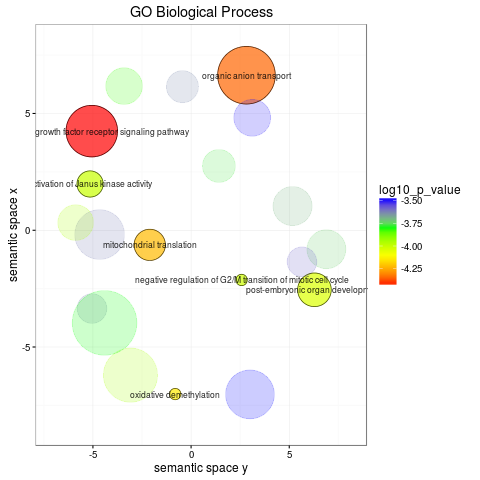 GO Biological Process
organic anion transport
growth factor receptor signaling pathway
ctivation of Janus kinase activity
mitochondrial translation
negative regulation of G2/M transition of mitotic cell cycle
post-embryonic organ developm
oxidative demethylation
semantic space x
5
0
-5
-5
0
5
semantic space y
log10_p_value
-3.50
-3.75
-4.00
-4.25